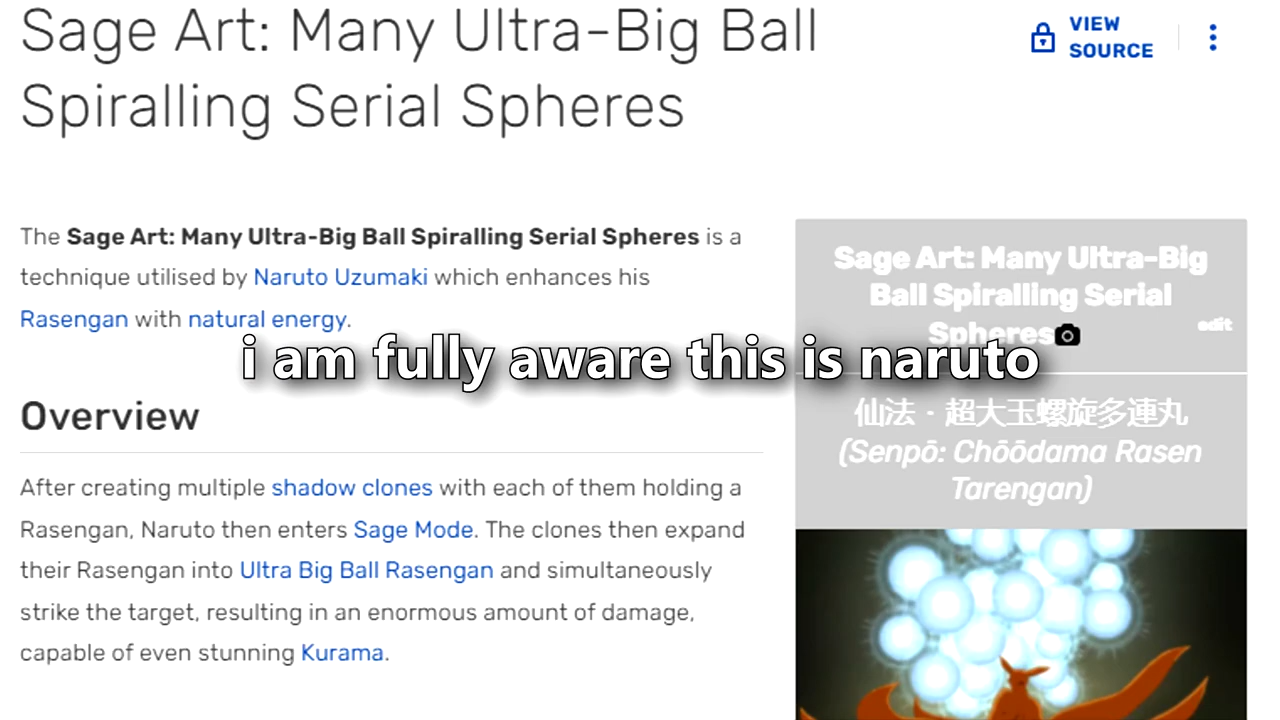 Sage Art: Many Ultra-Big Ball
Spiralling Serial Spheres
VIEW
SOURCE
The Sage Art: Many Ultra-Big Ball Spiralling Serial Spheres is a
technique utilised by Naruto Uzumaki which enhances his
Rasengan with natural energy.
i am fully aware this is naruto
Overview
After creating multiple shadow clones with each of them holding a
Rasengan, Naruto then enters Sage Mode. The clones then expand
their Rasengan into Ultra Big Ball Rasengan and simultaneously
strike the target, resulting in an enormous amount of damage,
capable of even stunning Kurama.
Sage Art: Many Ultra-Big
Ball Spiralling Serial
Spheres
edit
仙法・超大玉螺旋多連丸
(Senpō: Chōōdama Rasen
Tarengan)